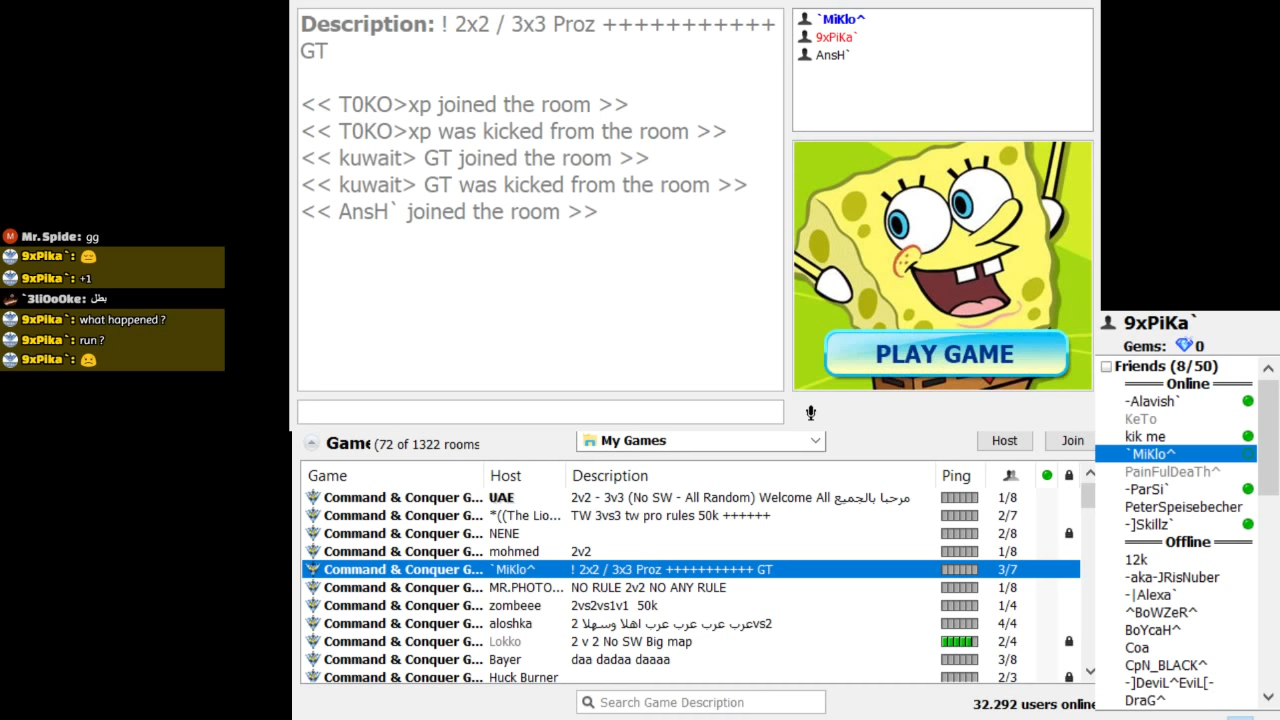 Description: ! 2x2 / 3x3 Proz +++++++++++
GT
<< T0KO>xp joined the room >>
<< T0KO>xp was kicked from the room >>
<< kuwait> GT joined the room >>
<< kuwait> GT was kicked from the room >>
<< AnsH` joined the room >>
`MiKlo^
9xPiKa`
AnsH`
PLAY GAME
Mr.Spide: gg
9xPika`: 😑
9xPika`: +1
`3li0o0ke: بطل
9xPika`: what happened ?
9xPika`: run ?
9xPika`: 🙁
9xPiKa`
Gems: 0
Friends (8/50)
Online
-Alavish`
KeTo
kik me
`MiKlo^
PainFulDeaTh^
-ParSi`
PeterSpeisebecher
-]Skillz`
Offline
12k
-aka-JRisNuber
-|Alexa`
^BoWZeR^
BoYcaH^
Coa
CpN_BLACK^
-]DeviL^EviL[-
DraG^
Game (72 of 1322 rooms
My Games
Host
Join
Game Host Description Ping
Command & Conquer G... UAE 2v2 - 3v3 (No SW - All Random) Welcome All مرحبا بالجميع 1/8
Command & Conquer G... *((The Lio... TW 3vs3 tw pro rules 50k ++++++ 2/7
Command & Conquer G... NENE 2/8
Command & Conquer G... mohmed 2v2 1/8
Command & Conquer G... `MiKlo^ ! 2x2 / 3x3 Proz +++++++++++ GT 3/7
Command & Conquer G... MR.PHOTO... NO RULE 2v2 NO ANY RULE 1/8
Command & Conquer G... zombeee 2vs2vs1v1 50k 1/4
Command & Conquer G... aloshka 2 عرب عرب عرب عرب اهلا وسهلاvs2 4/4
Command & Conquer G... Lokko 2 v 2 No SW Big map 2/4
Command & Conquer G... Bayer daa dadaa daaaa 3/8
Command & Conquer G... Huck Burner 2/3
Search Game Description
32.292 users online